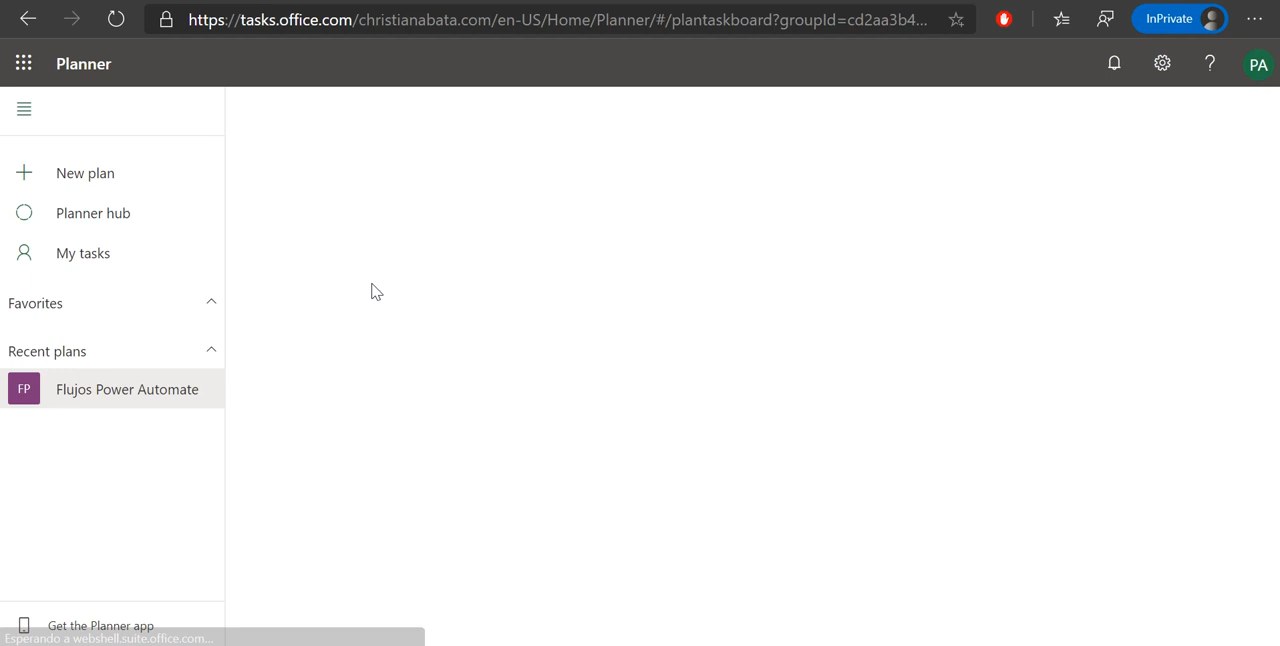 https://tasks.office.com/christianabata.com/en-US/Home/Planner/#/plantaskboard?groupId=cd2aa3b4...
InPrivate
Planner
?
PA
New plan
Planner hub
My tasks
Favorites
Recent plans
FP
Flujos Power Automate
Get the Planner app
Esperando a webshell.suite.office.com...